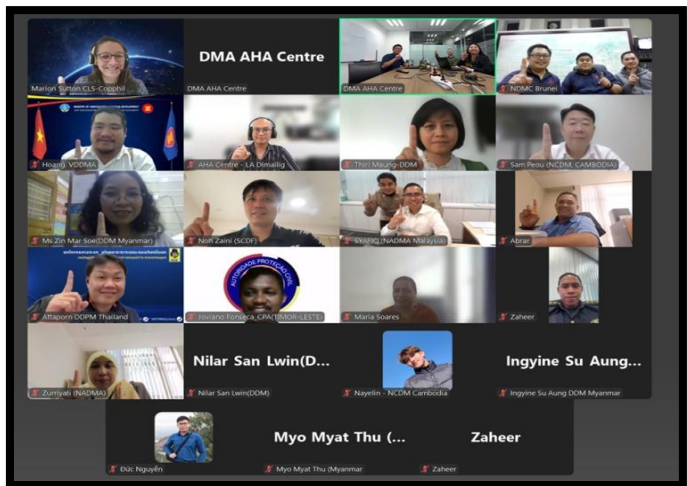 Marion Sutton CLS-Copphil
DMA AHA Centre
DMA AHA Centre
DMA AHA Centre
NDMC Brunei
Hoang_VDDMA
AHA Centre - LA Dimailig
Thiri Maung-DDM
Sam Peou (NCDM, CAMBODIA)
Ms Zin Mar Soe(DDM Myanmar)
Noh Zaini (SCDF)
SYAFIQ (NADMA Malaysia)
Abrar
Attaporn DDPM Thailand
AUTORIDADE PROTEÇÃO CIVIL
Joviano Fonseca_CPA(TIMOR-LESTE)
Maria Soares
Zaheer
Zurriyati (NADMA)
Nilar San Lwin(D...
Nilar San Lwin(DDM)
Nayelin - NCDM Cambodia
Ingyine Su Aung...
Ingyine Su Aung DDM Myanmar
Đức Nguyễn
Myo Myat Thu (...
Myo Myat Thu (Myanmar
Zaheer
Zaheer